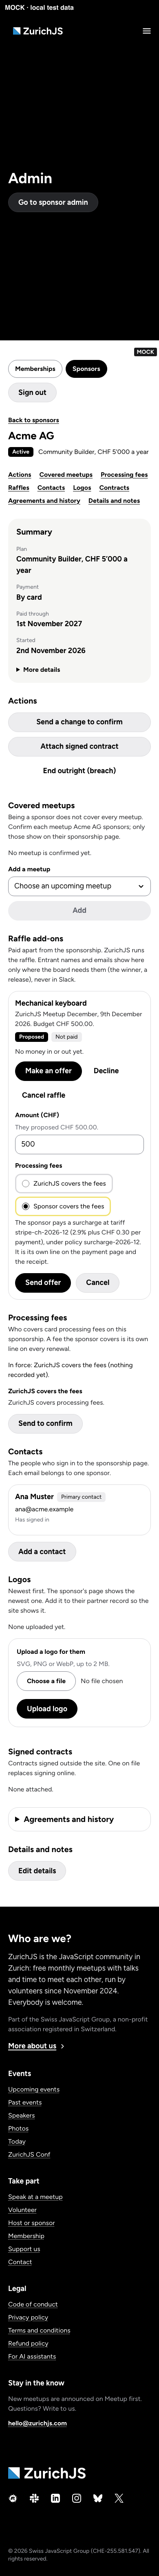 MOCK · local test data
ZurichJS
Admin
Go to sponsor admin
MOCK
Memberships
Sponsors
Sign out
Back to sponsors
Acme AG
Active
Community Builder, CHF 5'000 a year
Actions
Covered meetups
Processing fees
Raffles
Contacts
Logos
Contracts
Agreements and history
Details and notes
Summary
Plan
Community Builder, CHF 5'000 a
year
Payment
By card
Paid through
1st November 2027
Started
2nd November 2026
More details
Actions
Send a change to confirm
Attach signed contract
End outright (breach)
Covered meetups
Being a sponsor does not cover every meetup.
Confirm each meetup Acme AG sponsors; only
those show on their sponsorship page.
No meetup is confirmed yet.
Add a meetup
Choose an upcoming meetup
Add
Raffle add-ons
Paid apart from the sponsorship. ZurichJS runs
the raffle. Entrant names and emails show here
only where the board needs them (the winner, a
release), never in Slack.
Mechanical keyboard
ZurichJS Meetup December, 9th December
2026. Budget CHF 500.00.
Proposed
Not paid
No money in or out yet.
Make an offer
Decline
Cancel raffle
Amount (CHF)
They proposed CHF 500.00.
500
Processing fees
ZurichJS covers the fees
Sponsor covers the fees
The sponsor pays a surcharge at tariff
stripe-ch-2026-12 (2.9% plus CHF 0.30 per
payment), under policy surcharge-2026-12.
It is its own line on the payment page and
the receipt.
Send offer
Cancel
Processing fees
Who covers card processing fees on this
sponsorship. A fee the sponsor covers is its own
line on every renewal.
In force: ZurichJS covers the fees (nothing
recorded yet).
ZurichJS covers the fees
ZurichJS covers processing fees.
Send to confirm
Contacts
The people who sign in to the sponsorship page.
Each email belongs to one sponsor.
Ana Muster
Primary contact
ana@acme.example
Has signed in
Add a contact
Logos
Newest first. The sponsor's page shows the
newest one. Add it to their partner record so the
site shows it.
None uploaded yet.
Upload a logo for them
SVG, PNG or WebP, up to 2 MB.
Choose a file
No file chosen
Upload logo
Signed contracts
Contracts signed outside the site. One on file
replaces signing online.
None attached.
Agreements and history
Details and notes
Edit details
Who are we?
ZurichJS is the JavaScript community in
Zurich: free monthly meetups with talks
and time to meet each other, run by
volunteers since November 2024.
Everybody is welcome.
Part of the Swiss JavaScript Group, a non-profit
association registered in Switzerland.
More about us
Events
Upcoming events
Past events
Speakers
Photos
Today
ZurichJS Conf
Take part
Speak at a meetup
Volunteer
Host or sponsor
Membership
Support us
Contact
Legal
Code of conduct
Privacy policy
Terms and conditions
Refund policy
For AI assistants
Stay in the know
New meetups are announced on Meetup first.
Questions? Write to us.
hello@zurichjs.com
ZurichJS
© 2026 Swiss JavaScript Group (CHE-255.581.547). All
rights reserved.